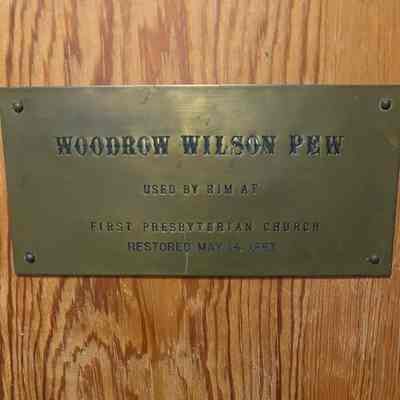 WOODROW WILSON PEW
USED BY HIM AT
FIRST PRESBYTERIAN CHURCH
RESTORED MAY 14,